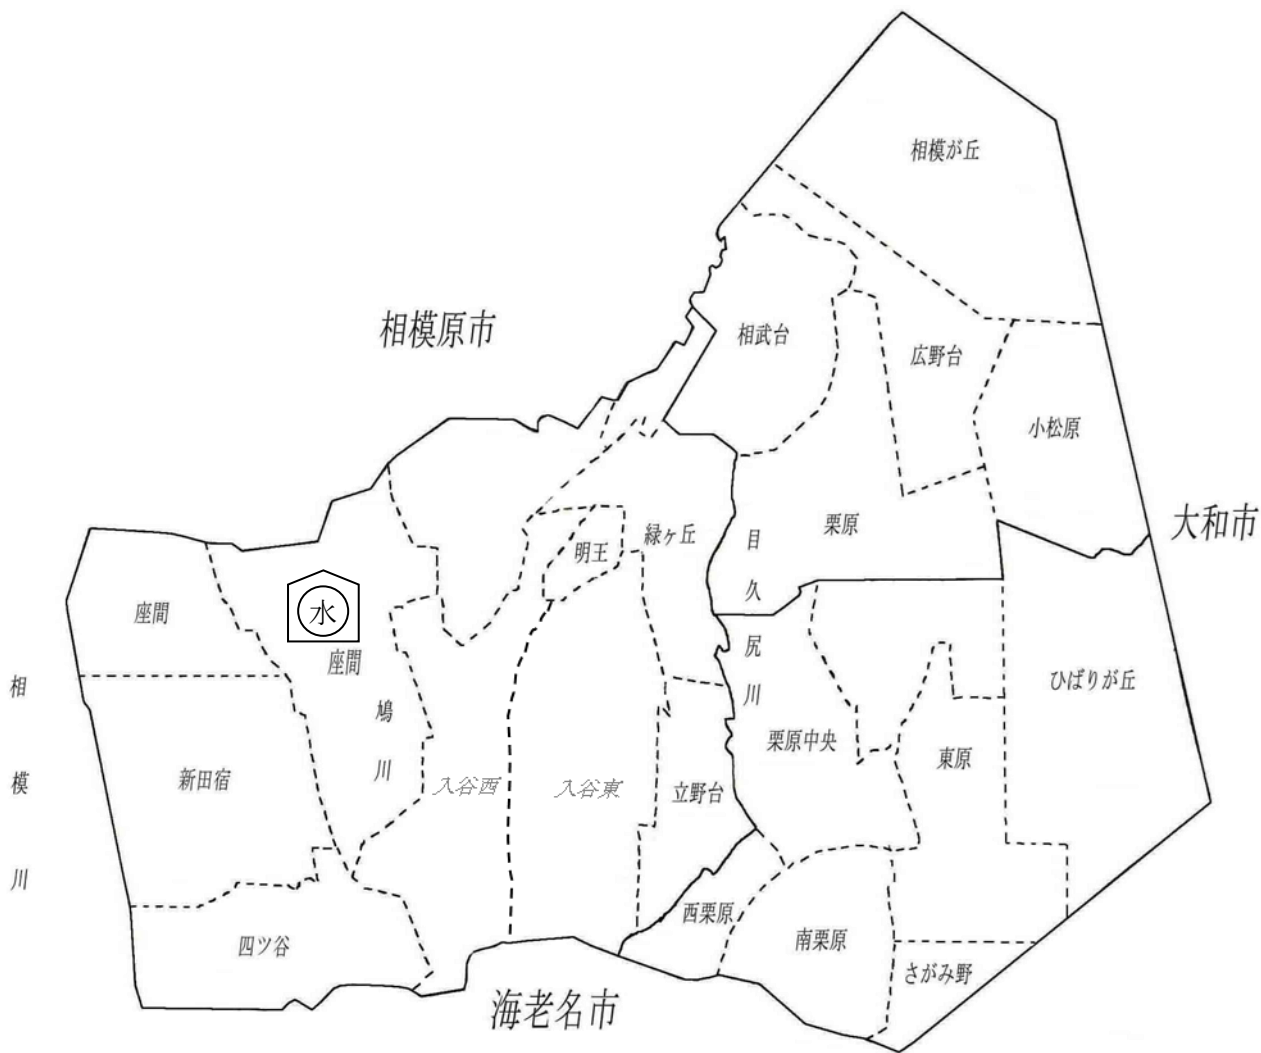 相模が丘
相模原市
相武台
広野台
小松原
大和市
栗原
緑ヶ丘
明王
目久尻川
座間
水
座間
ひばりが丘
相模川
鳩川
栗原中央
東原
新田宿
入谷西
入谷東
立野台
西栗原
南栗原
四ツ谷
さがみ野
海老名市